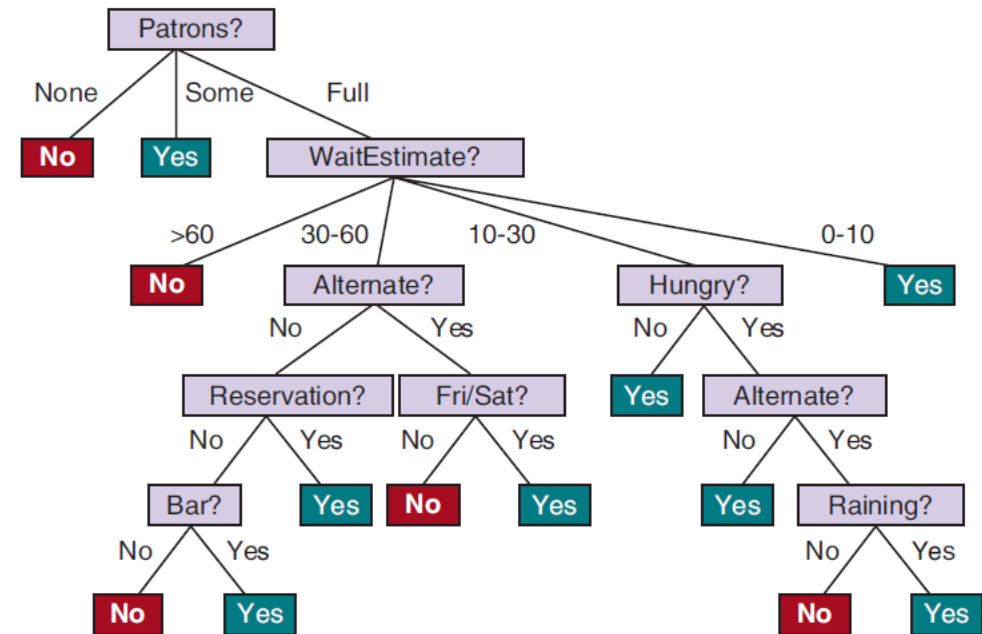 Patrons?
None Some Full
No Yes WaitEstimate?
>60 30-60 10-30 0-10
No Alternate? Hungry? Yes
No Yes No Yes
Reservation? Fri/Sat? Yes Alternate?
No Yes No Yes No Yes
Bar? Yes No Yes Yes Raining?
No Yes No Yes
No Yes No Yes